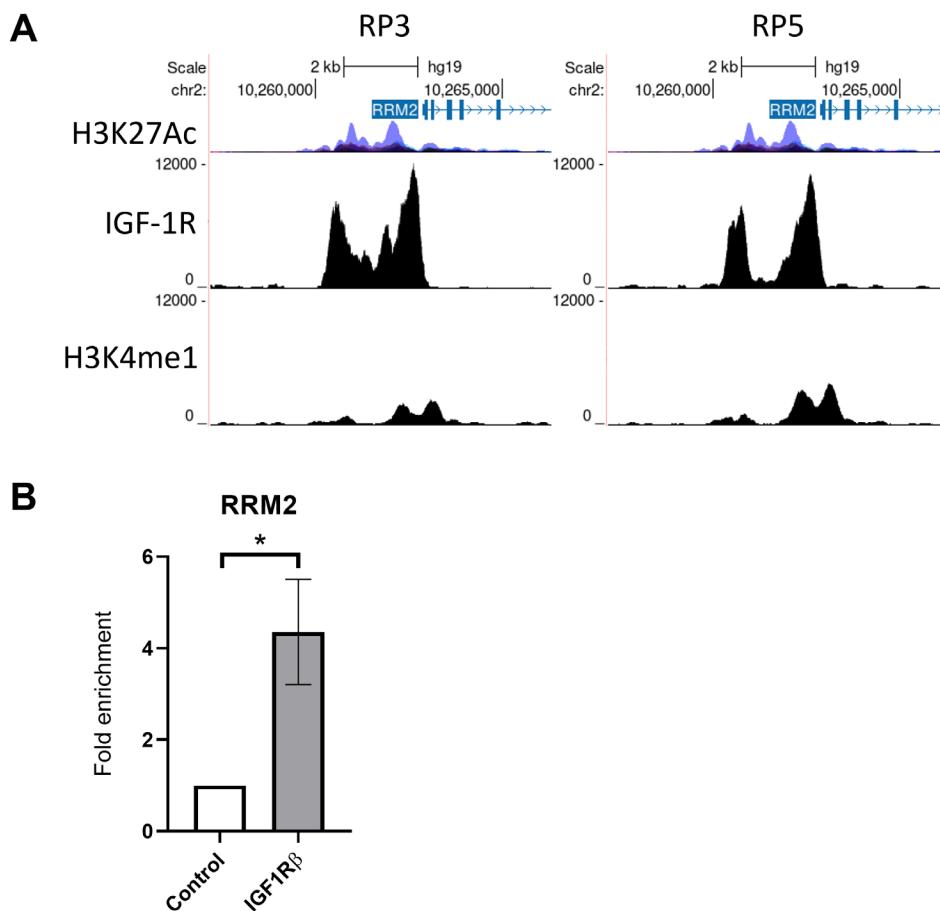 A
RP3
RP5
Scale
2 kb
hg19
chr2:
10,260,000
10,265,000
RRM2
Scale
2 kb
hg19
chr2:
10,260,000
10,265,000
RRM2
H3K27Ac
12000 -
12000 -
IGF-1R
0
0
12000 -
12000 -
H3K4me1
0
0
B
RRM2
*
6
4
2
0
Fold enrichment
Control
IGF1Rβ